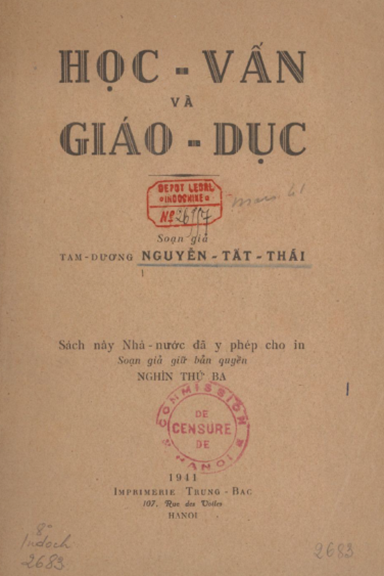 HỌC - VẤN
VÀ
GIÁO - DỤC
DEPOT LEGAL
INDOCHINE
Nº
Soạn giả
TAM-DƯƠNG NGUYỄN - TẤT - THÁI
Sách này Nhà-nước đã y phép cho in
Soạn giả giữ bản quyền
NGHÌN THỨ BA
COMMISSION
DE
CENSURE
DE
HANOI
1941
IMPRIMERIE TRUNG-BAC
107, Rue des Voiles
HANOI
8º
Indoch
2683
2683